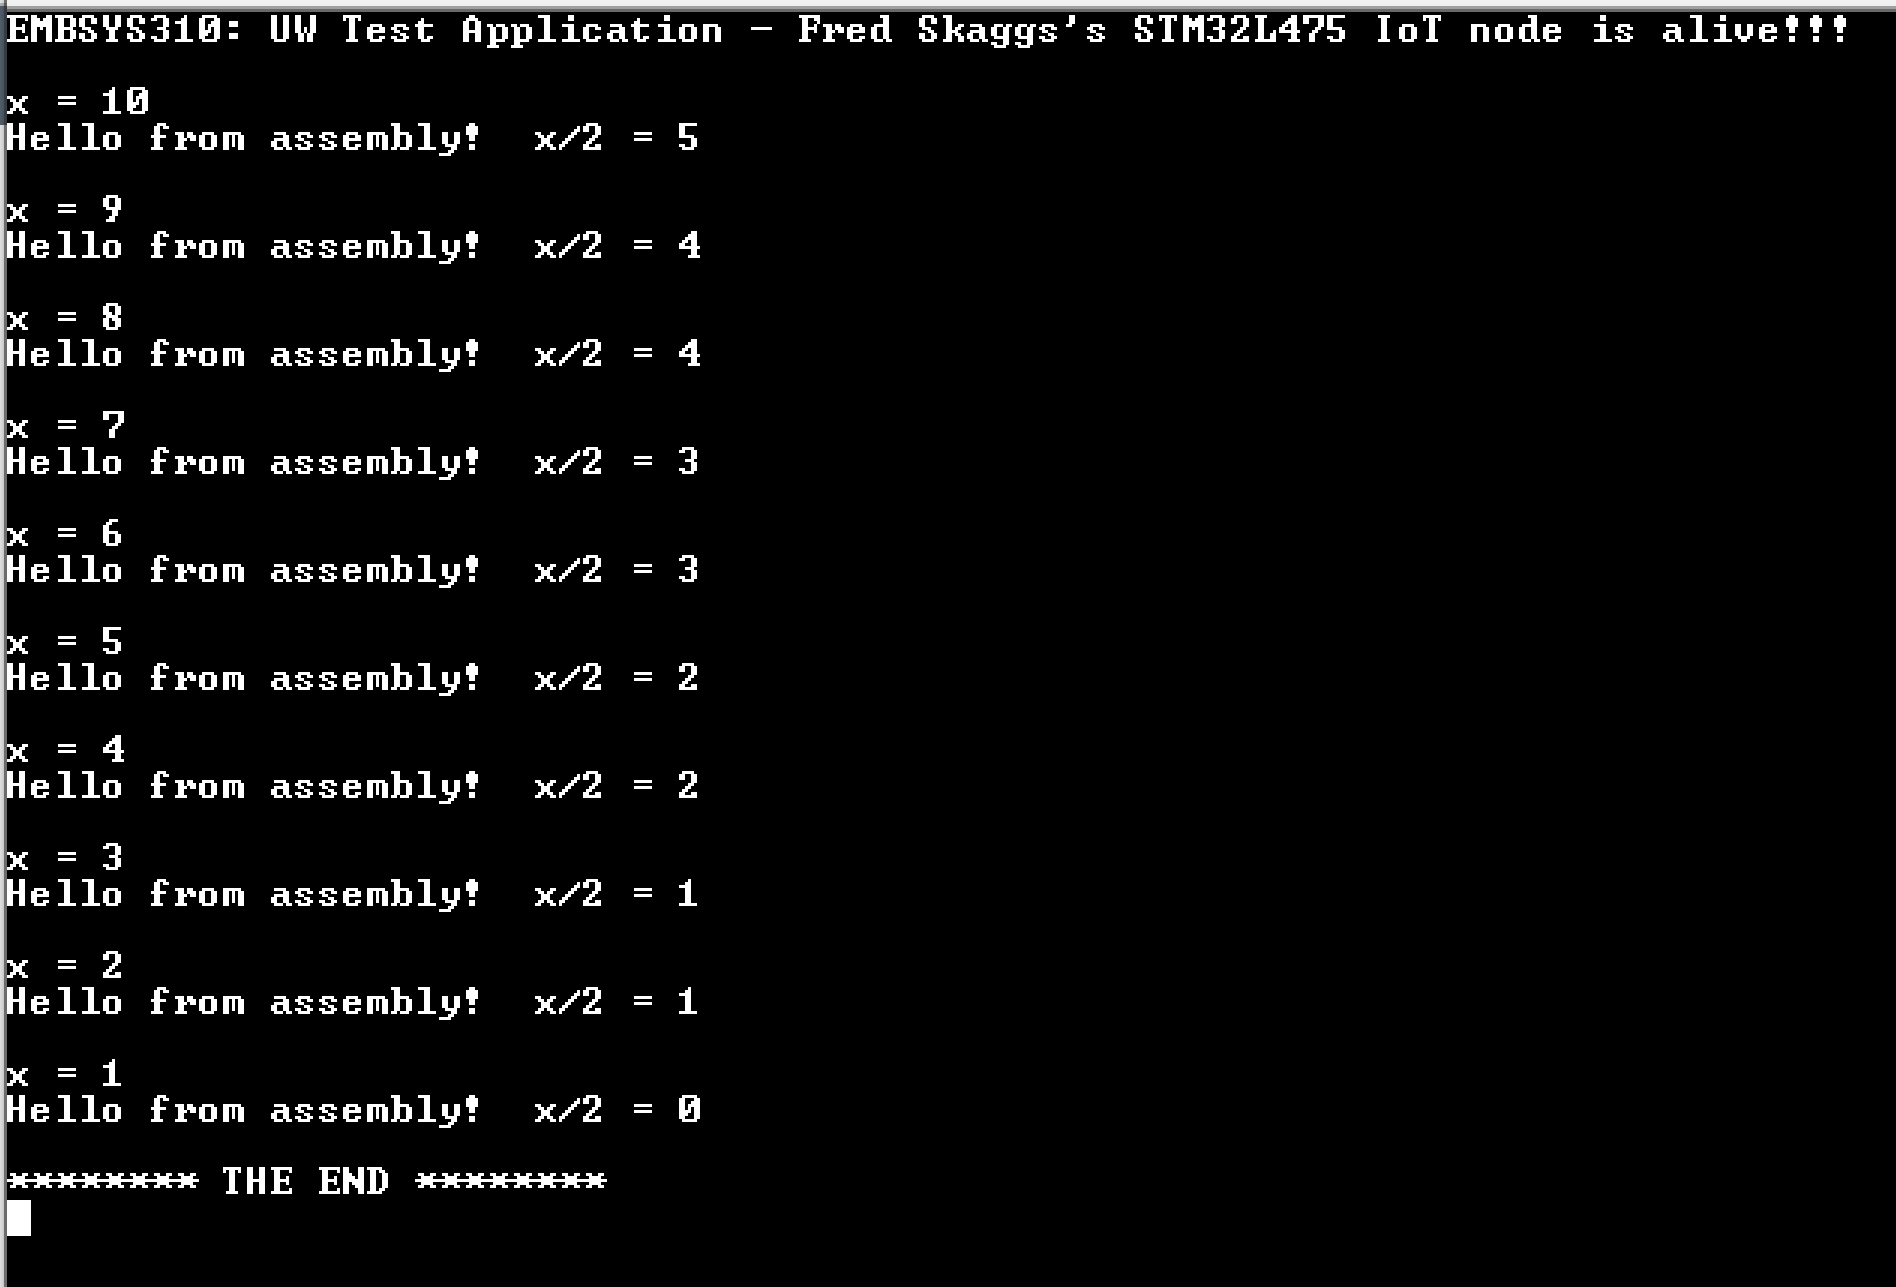 EMBSYS310: UW Test Application - Fred Skaggs's STM32L475 IoT node is alive!!!
x = 10
Hello from assembly!  x/2 = 5
x = 9
Hello from assembly!  x/2 = 4
x = 8
Hello from assembly!  x/2 = 4
x = 7
Hello from assembly!  x/2 = 3
x = 6
Hello from assembly!  x/2 = 3
x = 5
Hello from assembly!  x/2 = 2
x = 4
Hello from assembly!  x/2 = 2
x = 3
Hello from assembly!  x/2 = 1
x = 2
Hello from assembly!  x/2 = 1
x = 1
Hello from assembly!  x/2 = 0
******** THE END ********